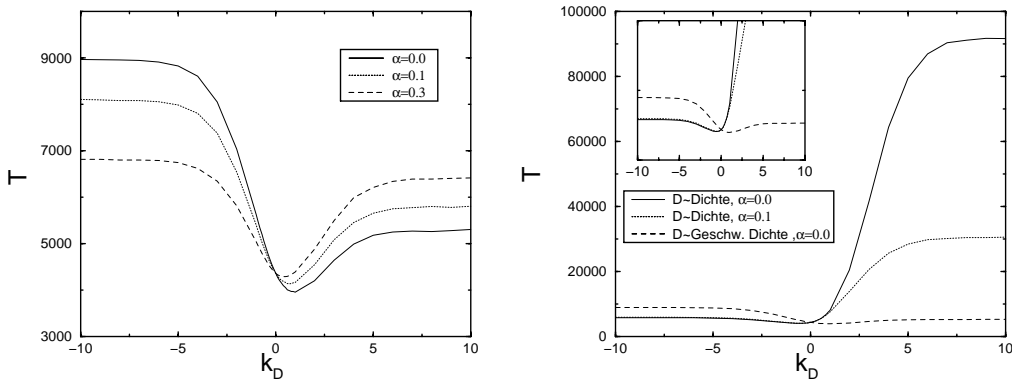 9000
7000
5000
3000
T
α=0.0
α=0.1
α=0.3
−10 −5 0 5 10
k_D
100000
80000
60000
40000
20000
0
T
−10 −5 0 5 10
D~Dichte, α=0.0
D~Dichte, α=0.1
D~Geschw. Dichte ,α=0.0
−10 −5 0 5 10
k_D